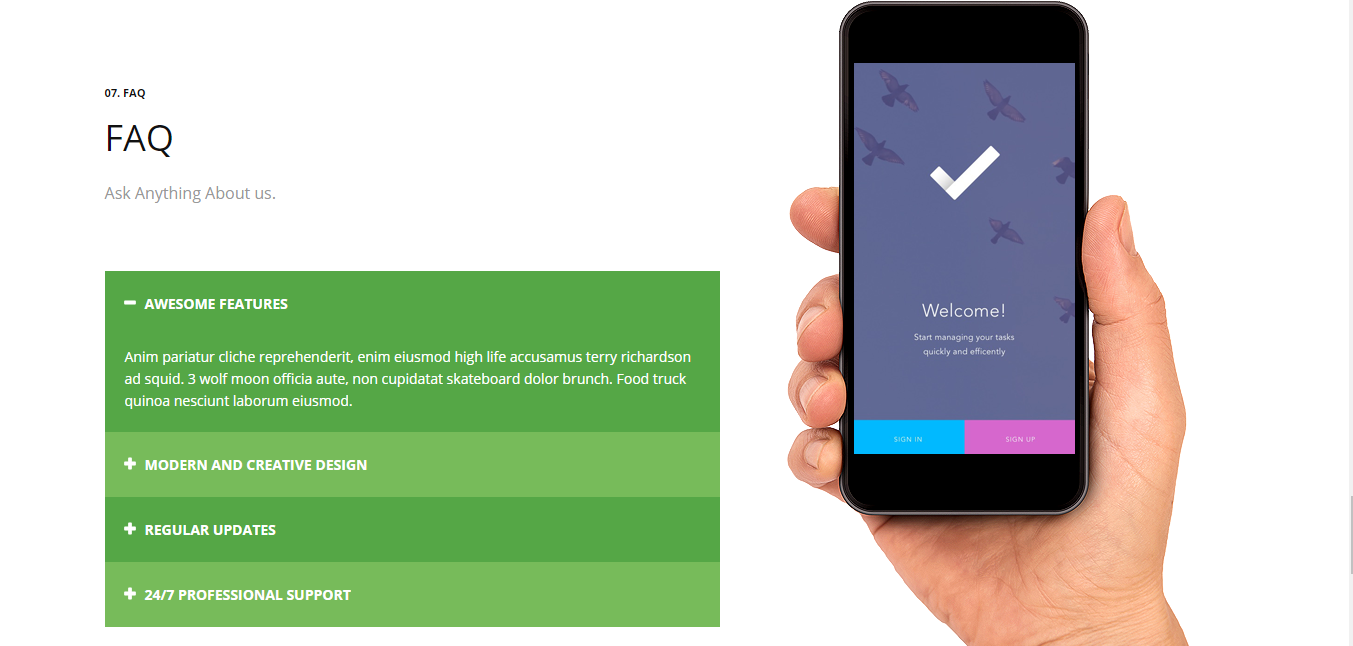 07. FAQ
FAQ
Ask Anything About us.
AWESOME FEATURES
Anim pariatur cliche reprehenderit, enim eiusmod high life accusamus terry richardson
ad squid. 3 wolf moon officia aute, non cupidatat skateboard dolor brunch. Food truck
quinoa nesciunt laborum eiusmod.
MODERN AND CREATIVE DESIGN
REGULAR UPDATES
24/7 PROFESSIONAL SUPPORT
Welcome!
Start managing your tasks
quickly and efficently
SIGN IN
SIGN UP